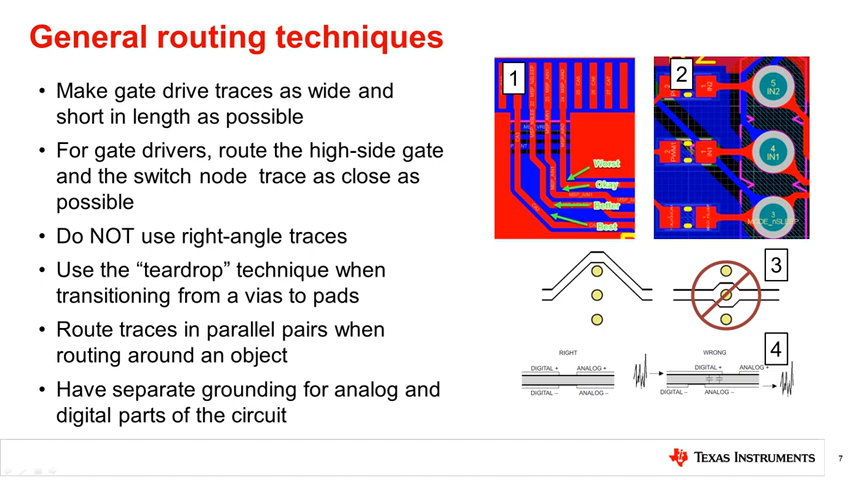 General routing techniques
• Make gate drive traces as wide and
short in length as possible
• For gate drivers, route the high-side gate
and the switch node trace as close as
possible
• Do NOT use right-angle traces
• Use the “teardrop” technique when
transitioning from a vias to pads
• Route traces in parallel pairs when
routing around an object
• Have separate grounding for analog and
digital parts of the circuit
1
Worst
Okay
Better
Best
2
5
IN2
4
IN1
3
MODE_nSLEEP
3
4
RIGHT
DIGITAL + ANALOG +
DIGITAL – ANALOG –
WRONG
DIGITAL + ANALOG +
DIGITAL – ANALOG –
TEXAS INSTRUMENTS
7